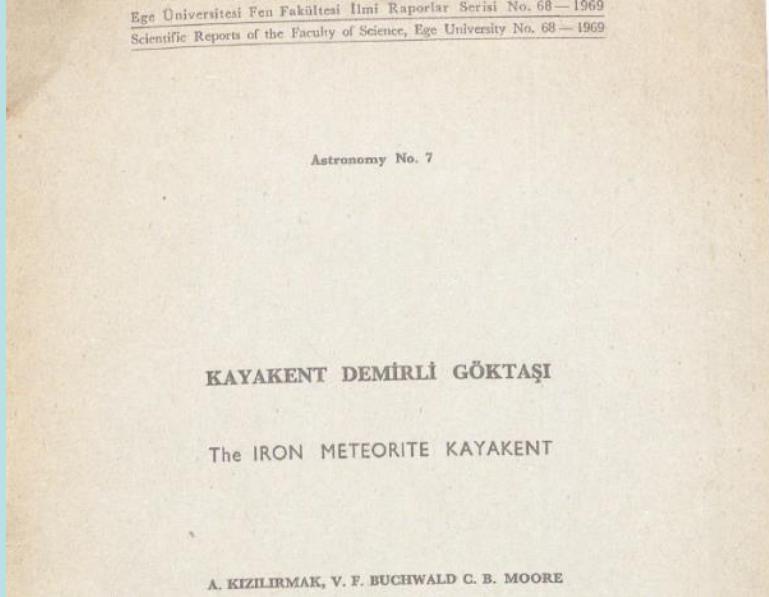 Ege Üniversitesi Fen Fakültesi İlmi Raporlar Serisi No. 68 — 1969
Scientific Reports of the Faculty of Science, Ege University No. 68 — 1969
Astronomy No. 7
KAYAKENT DEMİRLİ GÖKTAŞI
The IRON METEORITE KAYAKENT
A. KIZILIRMAK, V. F. BUCHWALD C. B. MOORE